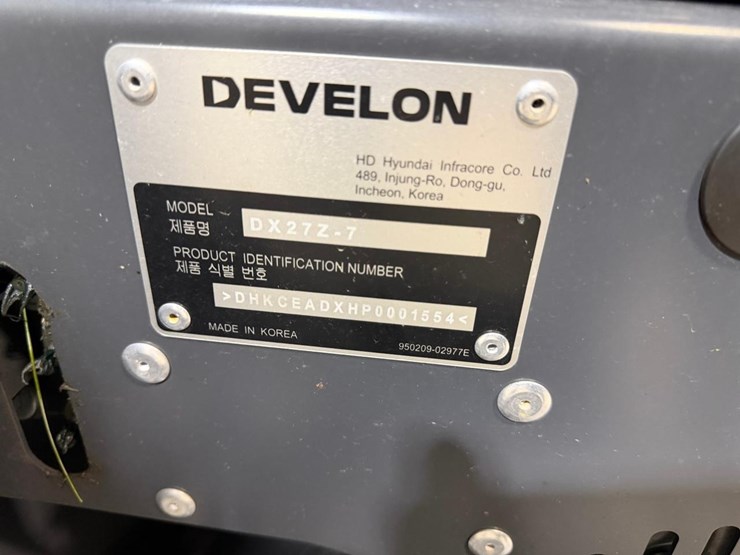 DEVELON
HD Hyundai Infracore Co. Ltd
489, Injung-Ro, Dong-gu,
Incheon, Korea
MODEL
제품명
DX27Z-7
PRODUCT IDENTIFICATION NUMBER
제품 식별 번호
>DHKCEADXHP0001554<
MADE IN KOREA
950209-02977E